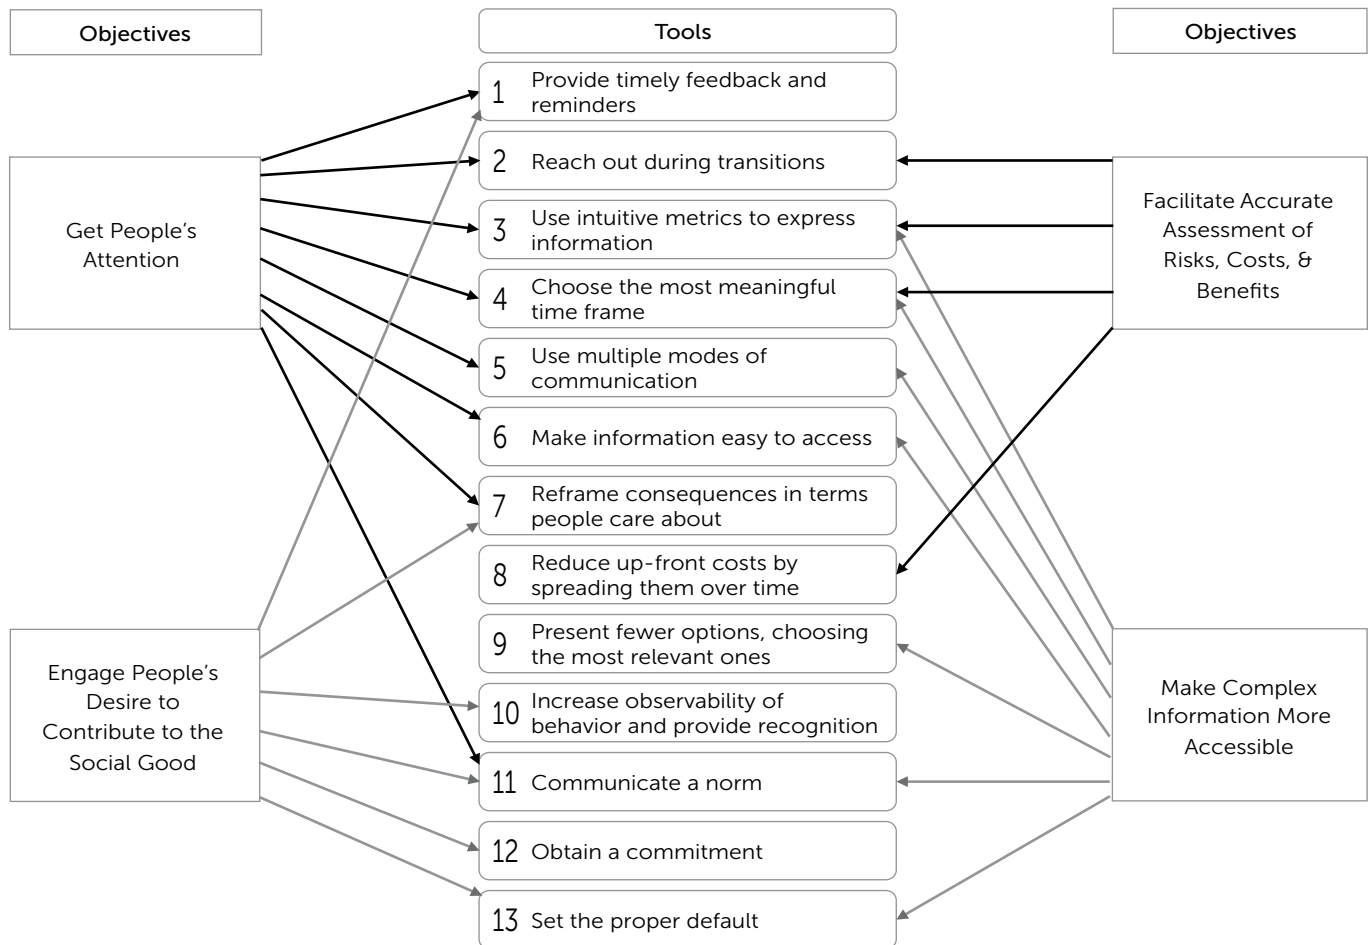 Objectives
Tools
Objectives
Get People’s
Attention
Engage People’s
Desire to
Contribute to the
Social Good
1 Provide timely feedback and
reminders
2 Reach out during transitions
3 Use intuitive metrics to express
information
4 Choose the most meaningful
time frame
5 Use multiple modes of
communication
6 Make information easy to access
7 Reframe consequences in terms
people care about
8 Reduce up-front costs by
spreading them over time
9 Present fewer options, choosing
the most relevant ones
10 Increase observability of
behavior and provide recognition
11 Communicate a norm
12 Obtain a commitment
13 Set the proper default
Facilitate Accurate
Assessment of
Risks, Costs, &
Benefits
Make Complex
Information More
Accessible